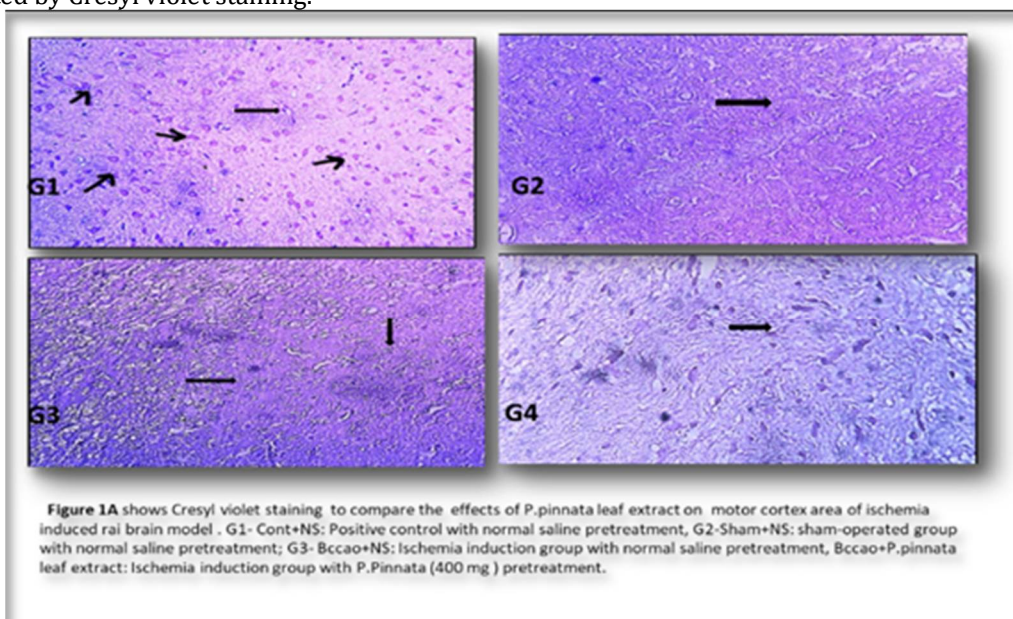 ted by Cresyl violet staining.
G1
G2
G3
G4
Figure 1A shows Cresyl violet staining to compare the effects of P.pinnata leaf extract on motor cortex area of ischemia
induced rai brain model . G1- Cont+NS: Positive control with normal saline pretreatment, G2-Sham+NS: sham-operated group
with normal saline pretreatment; G3- Bccao+NS: Ischemia induction group with normal saline pretreatment, Bccao+P.pinnata
leaf extract: Ischemia induction group with P.Pinnata (400 mg ) pretreatment.